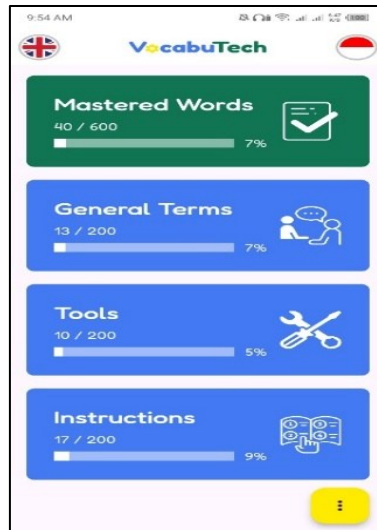 9:54 AM
VocabuTech
Mastered Words
40 / 600
7%
General Terms
13 / 200
7%
Tools
10 / 200
5%
Instructions
17 / 200
9%